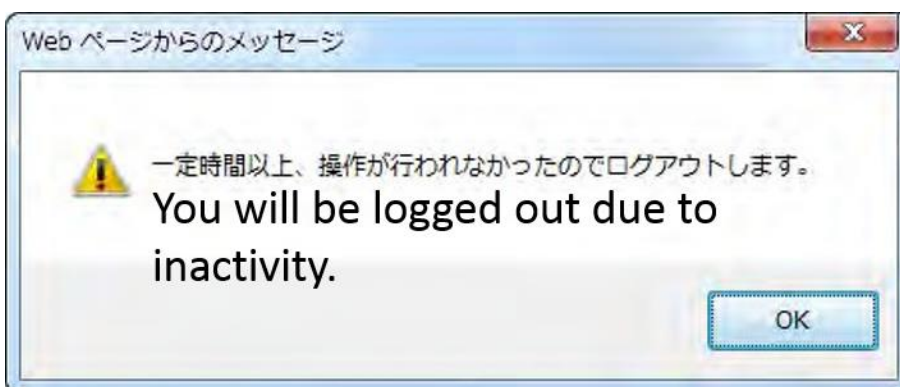 Web ページからのメッセージ
一定時間以上、操作が行われなかったのでログアウトします。
You will be logged out due to
inactivity.
OK